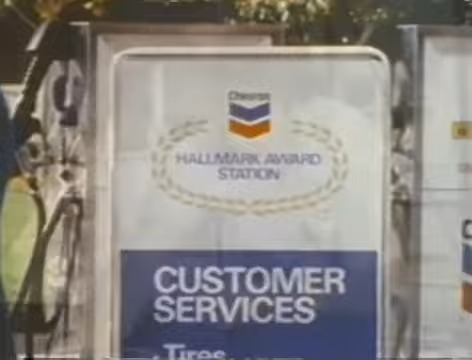 Chevron
HALLMARK AWARD
STATION
CUSTOMER
SERVICES
Tires